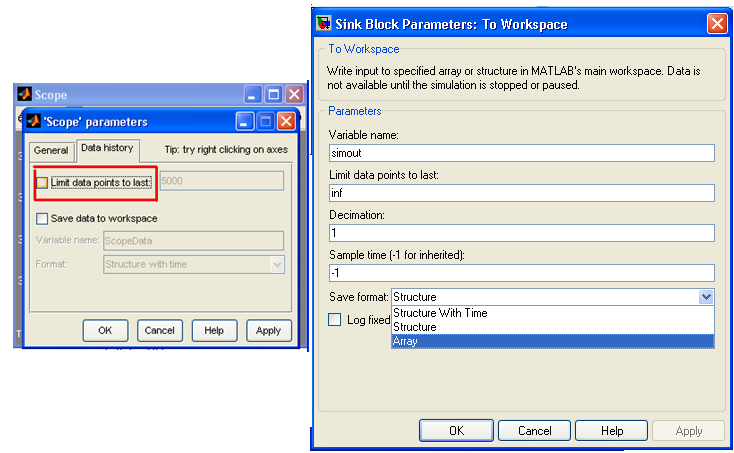 Scope
'Scope' parameters
General
Data history
Tip: try right clicking on axes
Limit data points to last:
5000
Save data to workspace
Variable name:
ScopeData
Format:
Structure with time
OK
Cancel
Help
Apply
Sink Block Parameters: To Workspace
To Workspace
Write input to specified array or structure in MATLAB's main workspace. Data is
not available until the simulation is stopped or paused.
Parameters
Variable name:
simout
Limit data points to last:
inf
Decimation:
1
Sample time (-1 for inherited):
-1
Save format:
Structure
Structure With Time
Structure
Array
Log fixed
OK
Cancel
Help
Apply